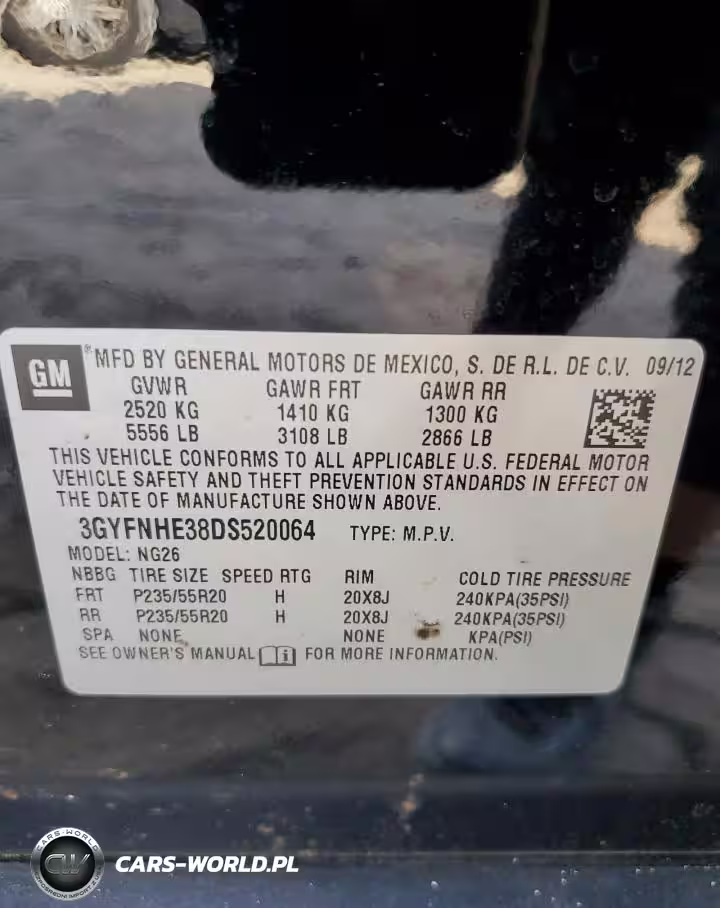 GM ® MFD BY GENERAL MOTORS DE MEXICO, S. DE R.L. DE C.V. 09/12
GVWR GAWR FRT GAWR RR
2520 KG 1410 KG 1300 KG
5556 LB 3108 LB 2866 LB
THIS VEHICLE CONFORMS TO ALL APPLICABLE U.S. FEDERAL MOTOR
VEHICLE SAFETY AND THEFT PREVENTION STANDARDS IN EFFECT ON
THE DATE OF MANUFACTURE SHOWN ABOVE.
3GYFNHE38DS520064 TYPE: M.P.V.
MODEL: NG26
NBBG TIRE SIZE SPEED RTG RIM COLD TIRE PRESSURE
FRT P235/55R20 H 20X8J 240KPA(35PSI)
RR P235/55R20 H 20X8J 240KPA(35PSI)
SPA NONE NONE KPA(PSI)
SEE OWNER'S MANUAL i FOR MORE INFORMATION.
CARS-WORLD
CW
CARS-WORLD.PL